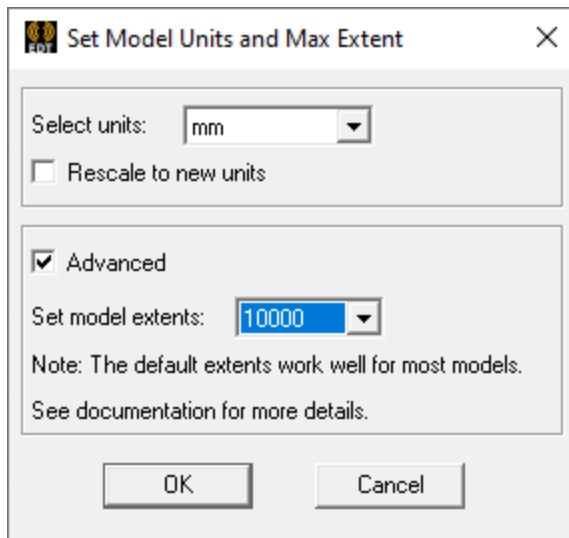 EDT
Set Model Units and Max Extent
Select units: mm
Rescale to new units
Advanced
Set model extents: 10000
Note: The default extents work well for most models.
See documentation for more details.
OK Cancel